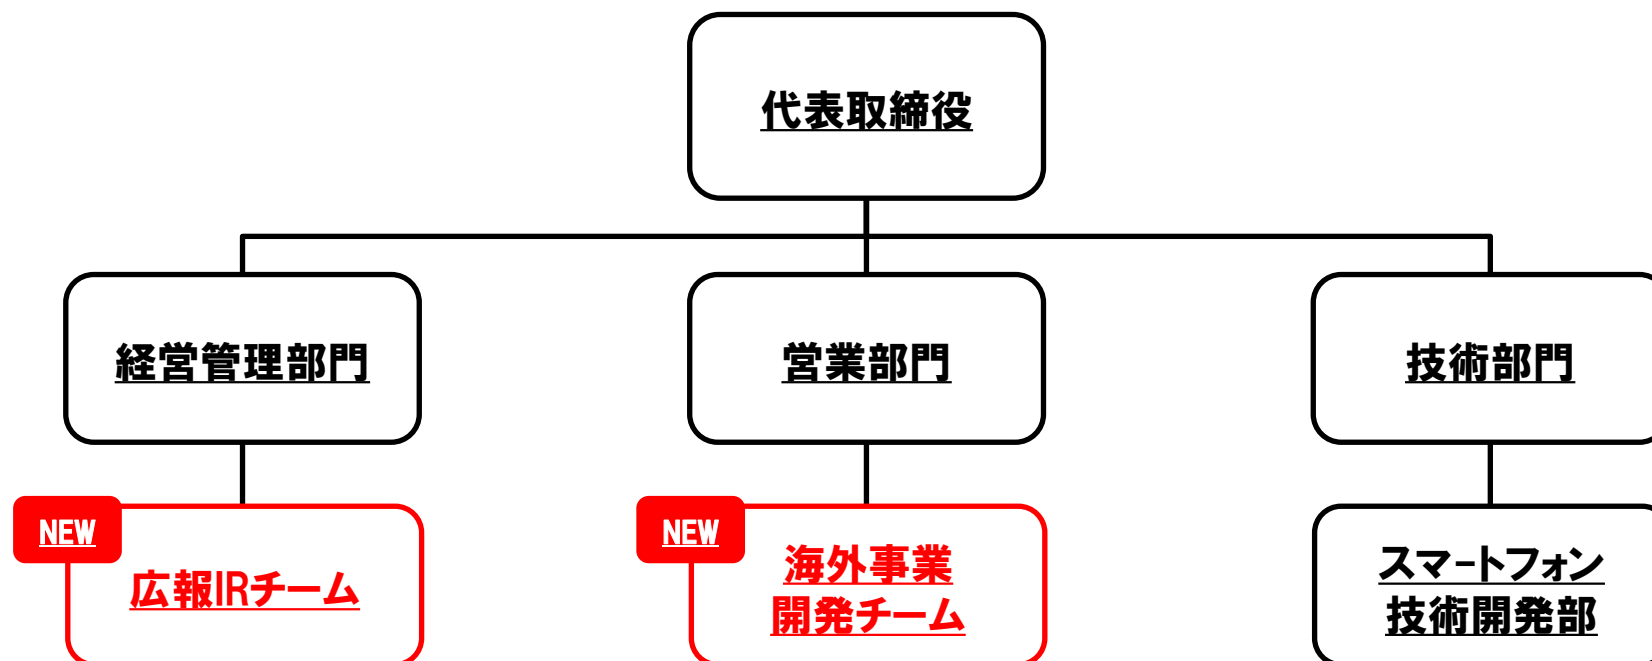 代表取締役
経営管理部門
営業部門
技術部門
NEW
広報IRチーム
NEW
海外事業
開発チーム
スマートフォン
技術開発部